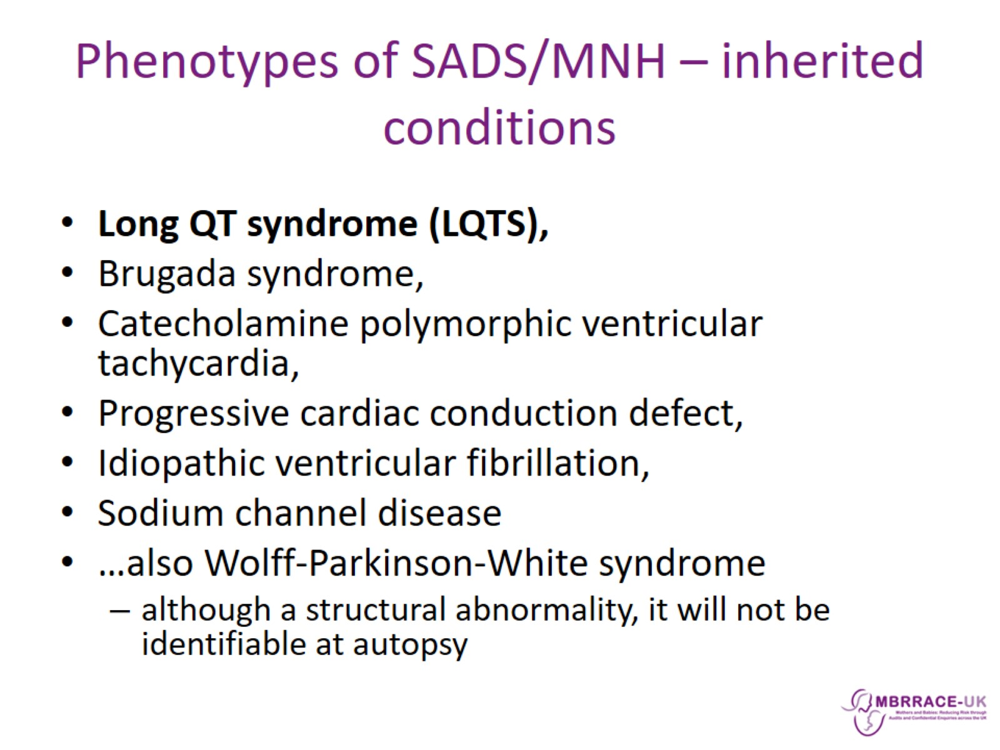 Phenotypes of SADS/MNH – inherited
conditions
• Long QT syndrome (LQTS),
• Brugada syndrome,
• Catecholamine polymorphic ventricular
tachycardia,
• Progressive cardiac conduction defect,
• Idiopathic ventricular fibrillation,
• Sodium channel disease
• …also Wolff-Parkinson-White syndrome
– although a structural abnormality, it will not be
identifiable at autopsy
MBRRACE-UK
Mothers and Babies: Reducing Risk through
Audits and Confidential Enquiries across the UK